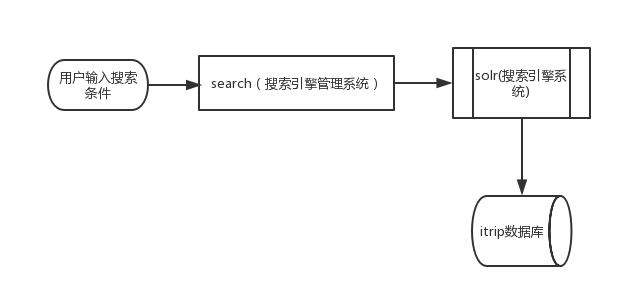 用户输入搜索
条件
search（搜索引擎管理系统）
solr(搜索引擎系
统)
itrip数据库